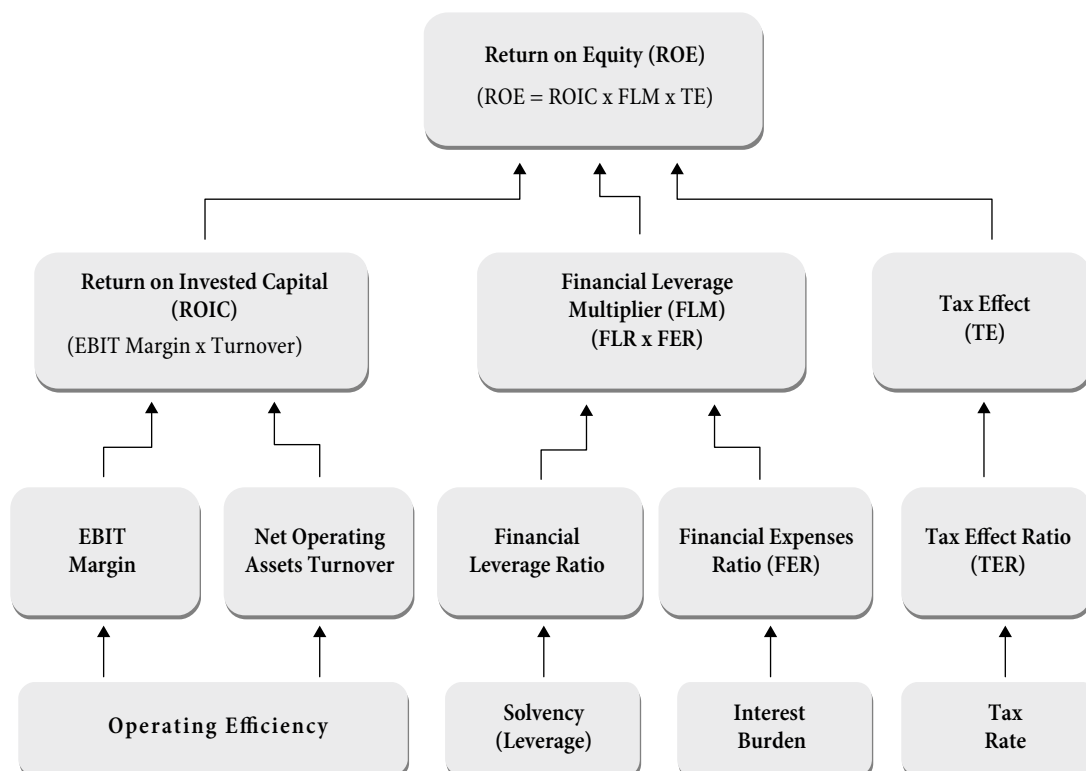 Return on Equity (ROE)
(ROE = ROIC x FLM x TE)
Return on Invested Capital
(ROIC)
(EBIT Margin x Turnover)
Financial Leverage
Multiplier (FLM)
(FLR x FER)
Tax Effect
(TE)
EBIT
Margin
Net Operating
Assets Turnover
Financial
Leverage Ratio
Financial Expenses
Ratio (FER)
Tax Effect Ratio
(TER)
Operating Efficiency
Solvency
(Leverage)
Interest
Burden
Tax
Rate